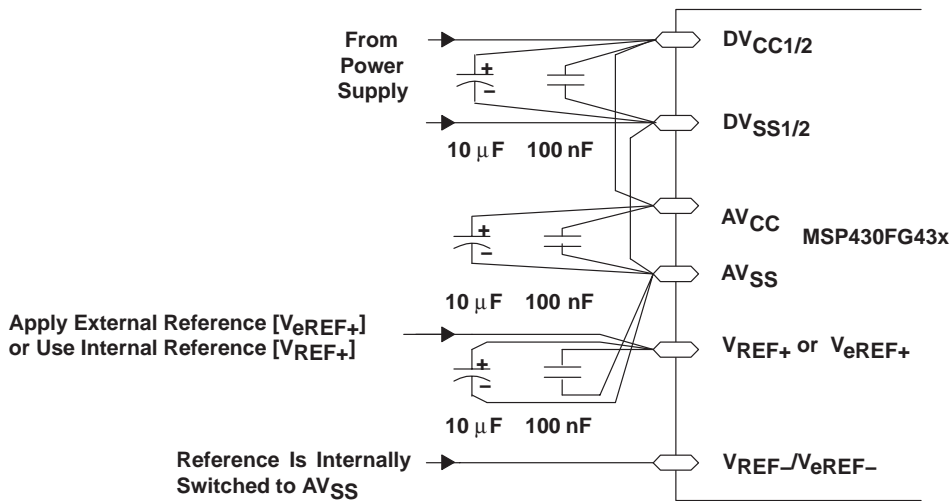 From
Power
Supply
+
–
10 μF 100 nF
DVCC1/2
DVSS1/2
+
–
10 μF 100 nF
AVCC
MSP430FG43x
AVSS
Apply External Reference [VeREF+]
or Use Internal Reference [VREF+]
+
–
10 μF 100 nF
VREF+ or VeREF+
Reference Is Internally
Switched to AVSS
VREF–/VeREF–